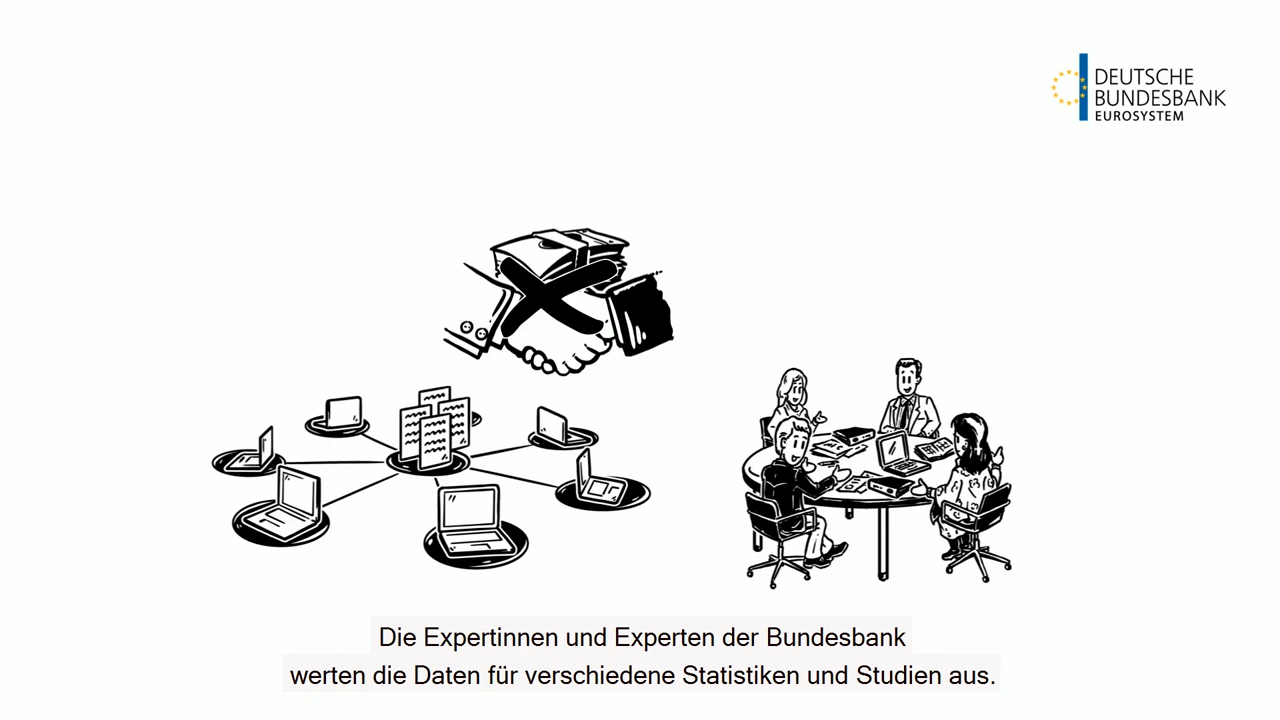 DEUTSCHE
BUNDESBANK
EUROSYSTEM
Die Expertinnen und Experten der Bundesbank
werten die Daten für verschiedene Statistiken und Studien aus.